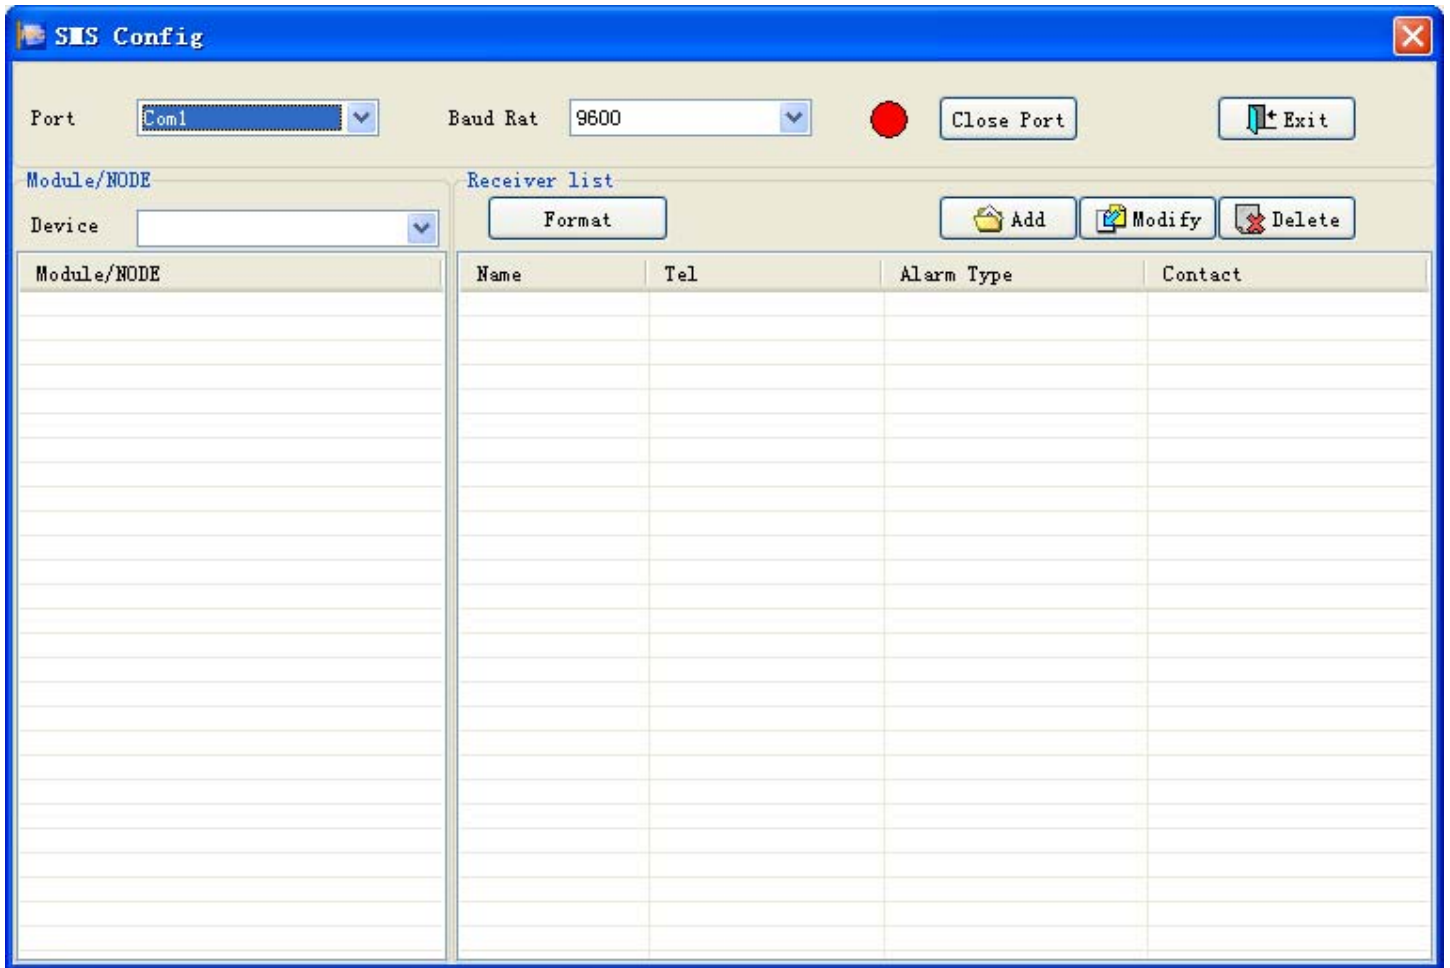 SMS Config
Port Com1 Baud Rat 9600 Close Port Exit
Module/NODE Receiver list
Device Format Add Modify Delete
Module/NODE Name Tel Alarm Type Contact